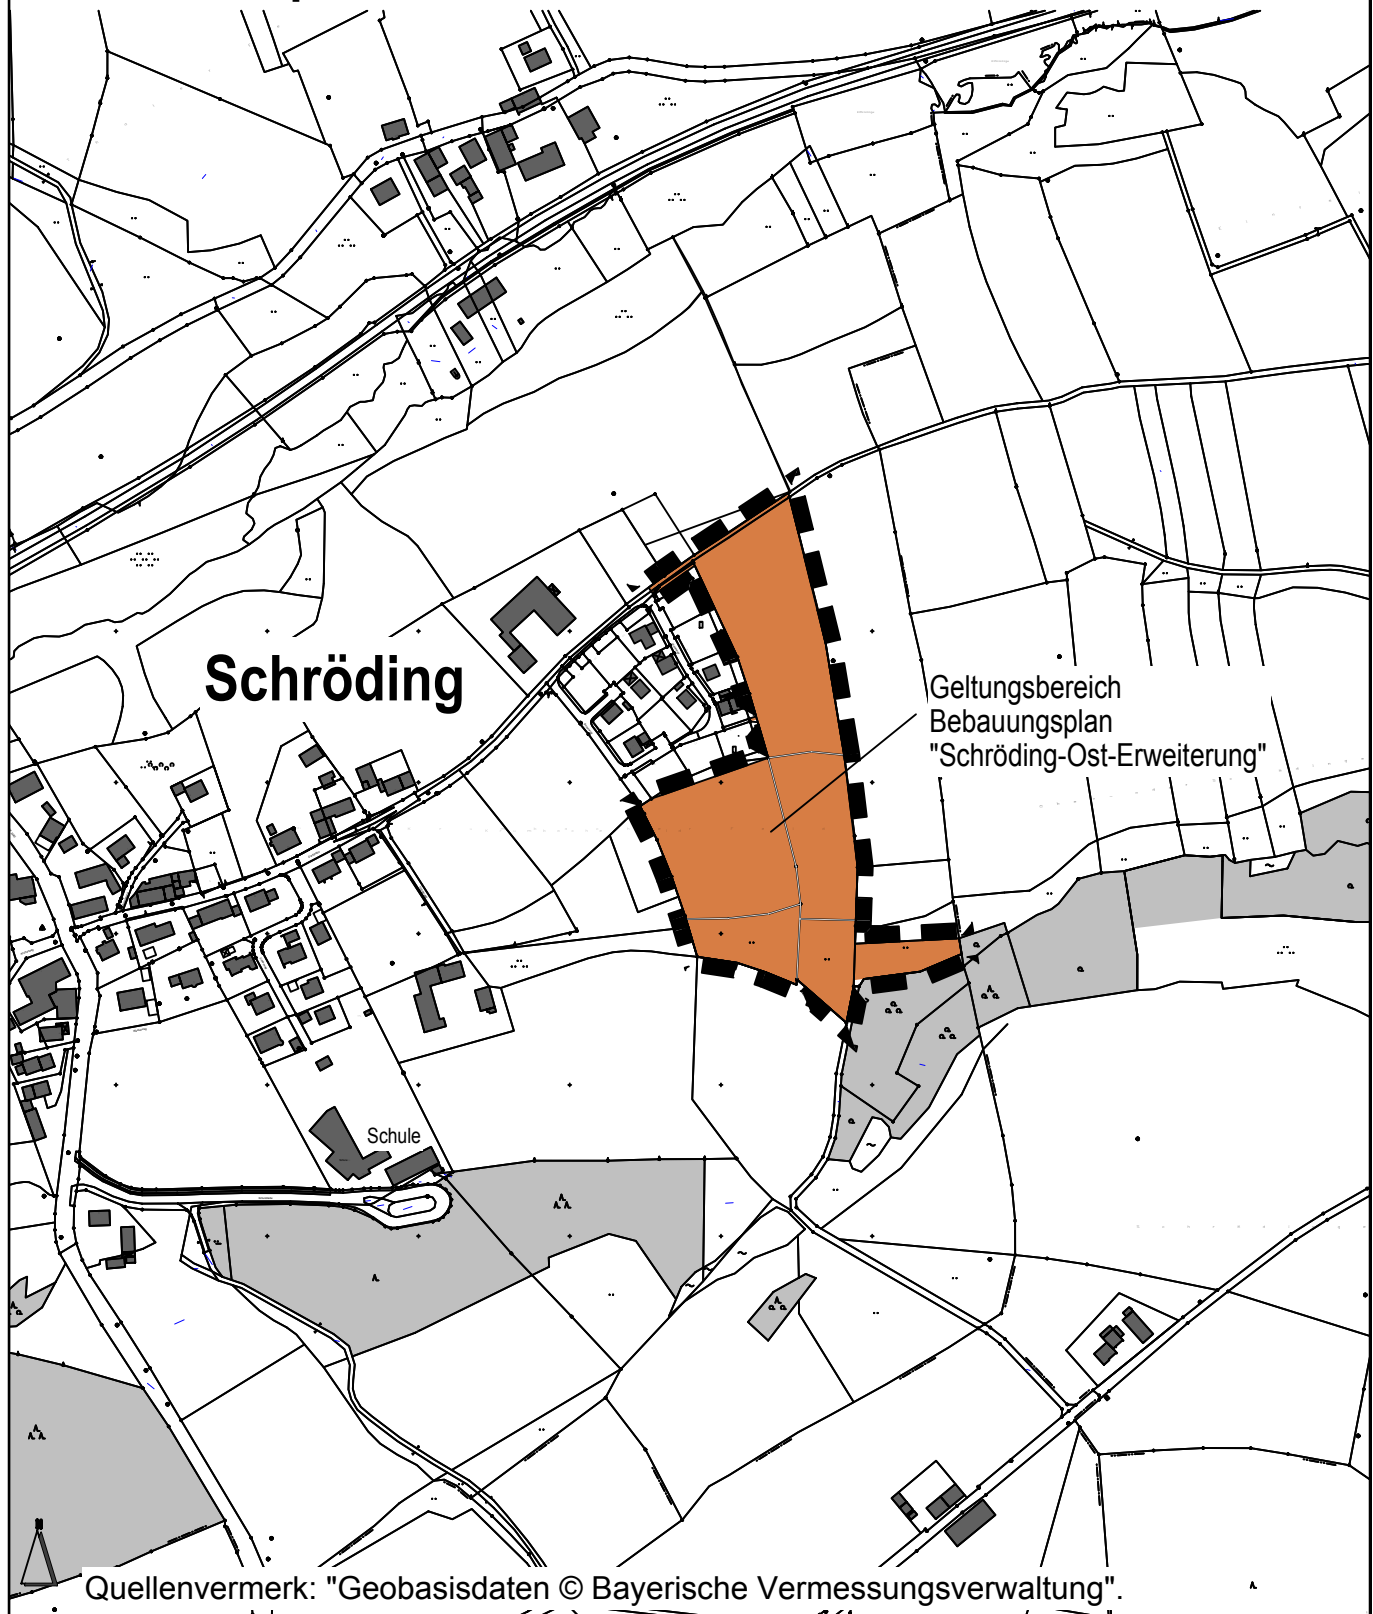 Schröding
Geltungsbereich
Bebauungsplan
"Schröding-Ost-Erweiterung"
Schule
N
Quellenvermerk: "Geobasisdaten © Bayerische Vermessungsverwaltung".